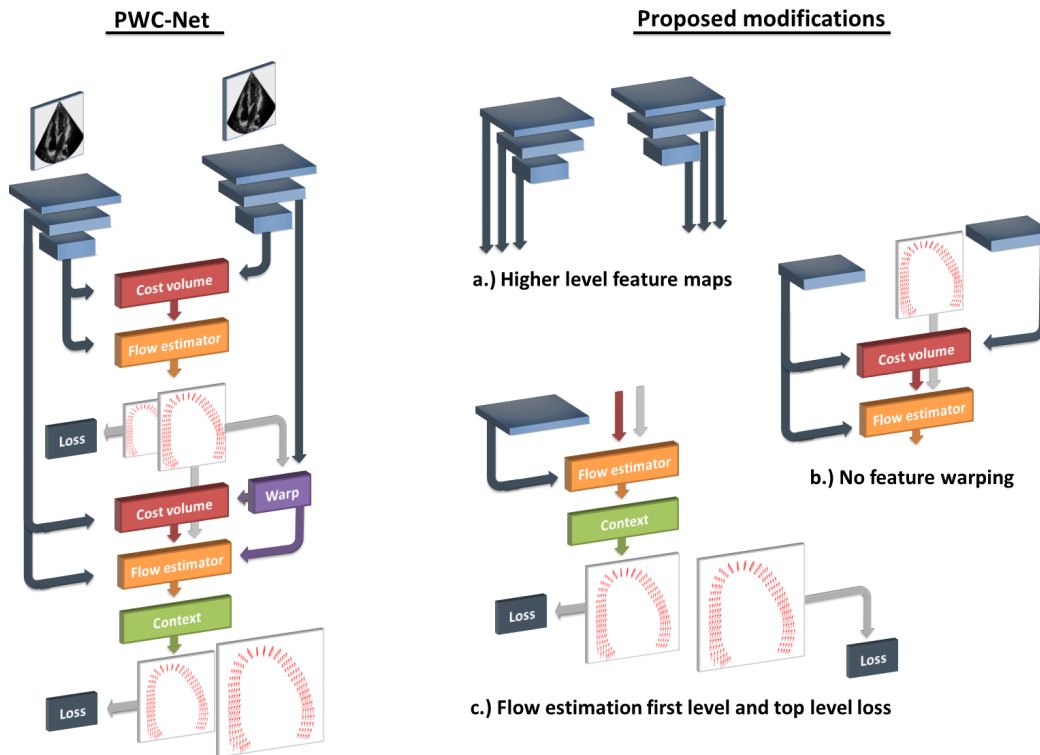 PWC-Net
Cost volume
Flow estimator
Loss
Warp
Cost volume
Flow estimator
Context
Loss
Proposed modifications
a.) Higher level feature maps
Cost volume
Flow estimator
b.) No feature warping
Flow estimator
Context
Loss
Loss
c.) Flow estimation first level and top level loss